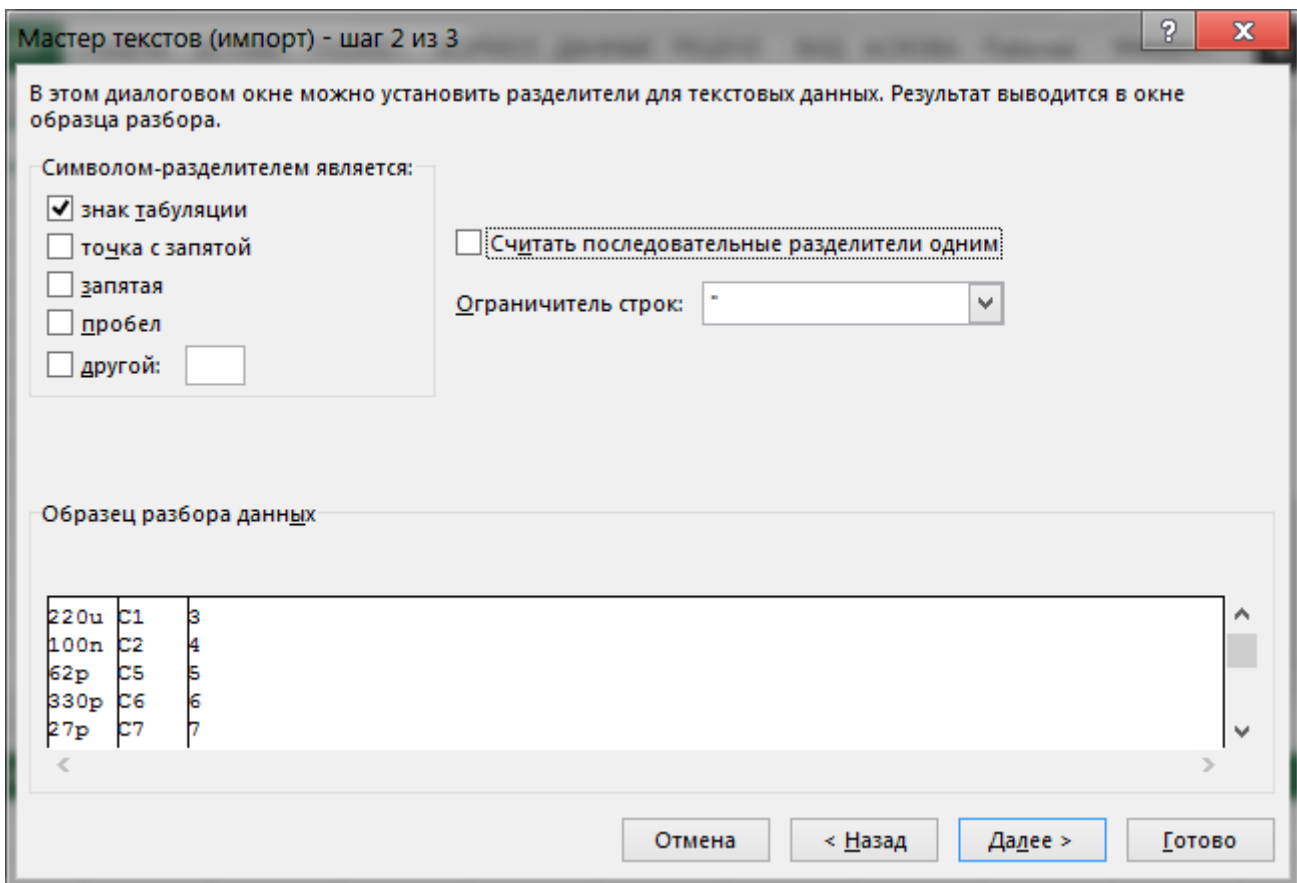 Мастер текстов (импорт) - шаг 2 из 3
?
В этом диалоговом окне можно установить разделители для текстовых данных. Результат выводится в окне
образца разбора.
Символом-разделителем является:
знак табуляции
точка с запятой
запятая
пробел
другой:
Считать последовательные разделители одним
Ограничитель строк: "
Образец разбора данных
220u C1 3
100n C2 4
62p C5 5
330p C6 6
27p C7 7
Отмена < Назад Далее > Готово